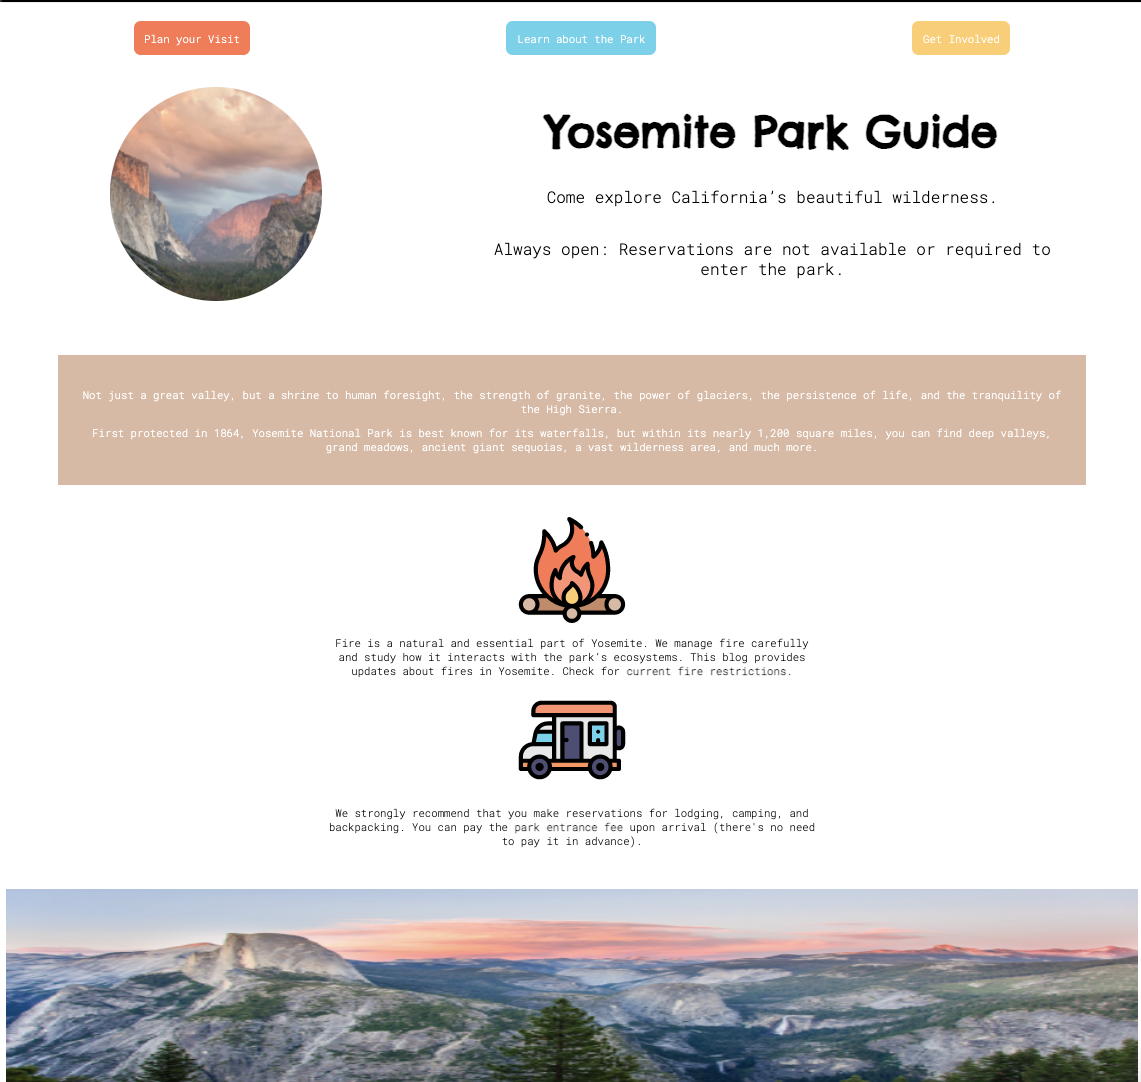 Plan your Visit
Learn about the Park
Get Involved
Yosemite Park Guide
Come explore California’s beautiful wilderness.
Always open: Reservations are not available or required to
enter the park.
Not just a great valley, but a shrine to human foresight, the strength of granite, the power of glaciers, the persistence of life, and the tranquility of
the High Sierra.
First protected in 1864, Yosemite National Park is best known for its waterfalls, but within its nearly 1,200 square miles, you can find deep valleys,
grand meadows, ancient giant sequoias, a vast wilderness area, and much more.
Fire is a natural and essential part of Yosemite. We manage fire carefully
and study how it interacts with the park’s ecosystems. This blog provides
updates about fires in Yosemite. Check for current fire restrictions.
We strongly recommend that you make reservations for lodging, camping, and
backpacking. You can pay the park entrance fee upon arrival (there's no need
to pay it in advance).